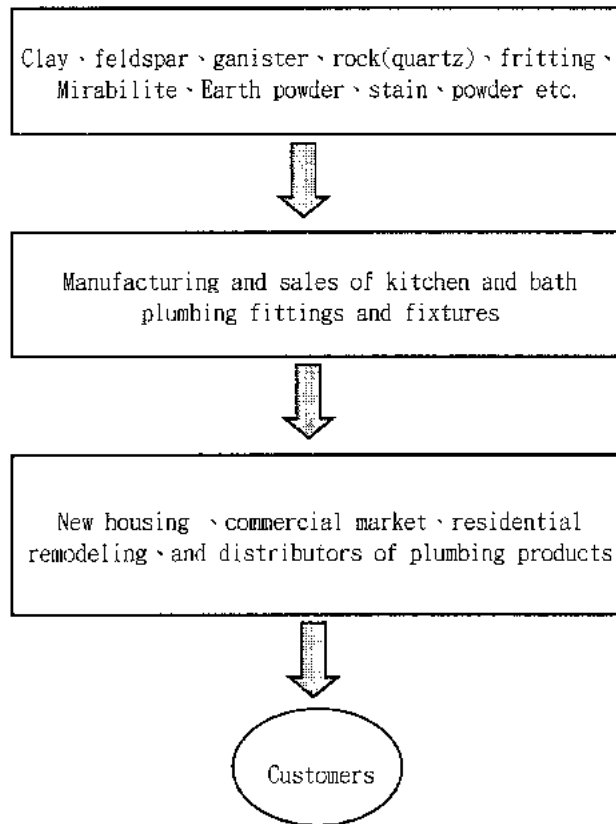 Clay、feldspar、ganister、rock(quartz)、fritting、
Mirabilite、Earth powder、stain、powder etc.
Manufacturing and sales of kitchen and bath
plumbing fittings and fixtures
New housing 、commercial market、residential
remodeling、and distributors of plumbing products
Customers